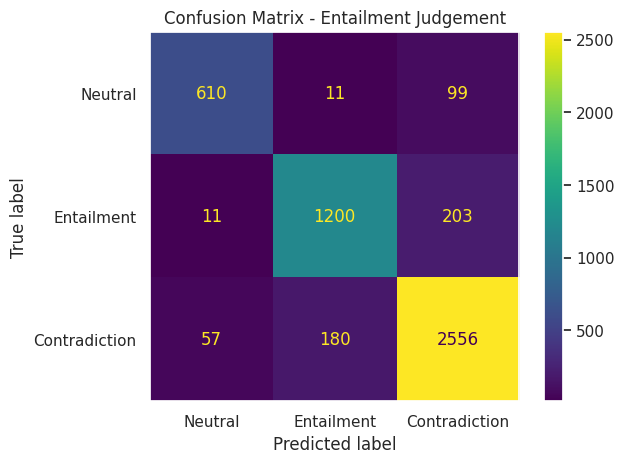 Confusion Matrix - Entailment Judgement
True label
Neutral
Entailment
Contradiction
610 11 99
11 1200 203
57 180 2556
Neutral Entailment Contradiction
Predicted label
2500
2000
1500
1000
500